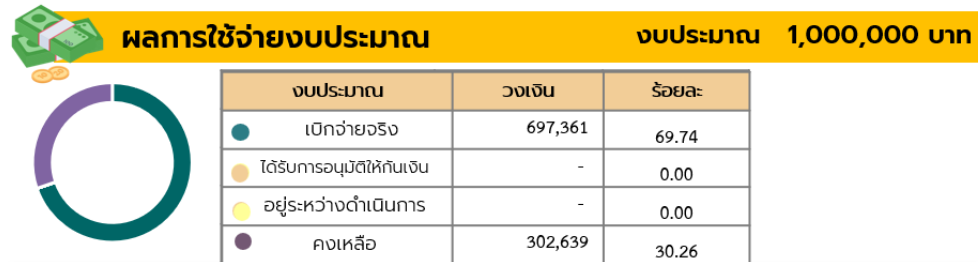 ผลการใช้จ่ายงบประมาณ งบประมาณ 1,000,000 บาท
งบประมาณ วงเงิน ร้อยละ
เบิกจ่ายจริง 697,361 69.74
ได้รับการอนุมัติให้กันเงิน - 0.00
อยู่ระหว่างดำเนินการ - 0.00
คงเหลือ 302,639 30.26